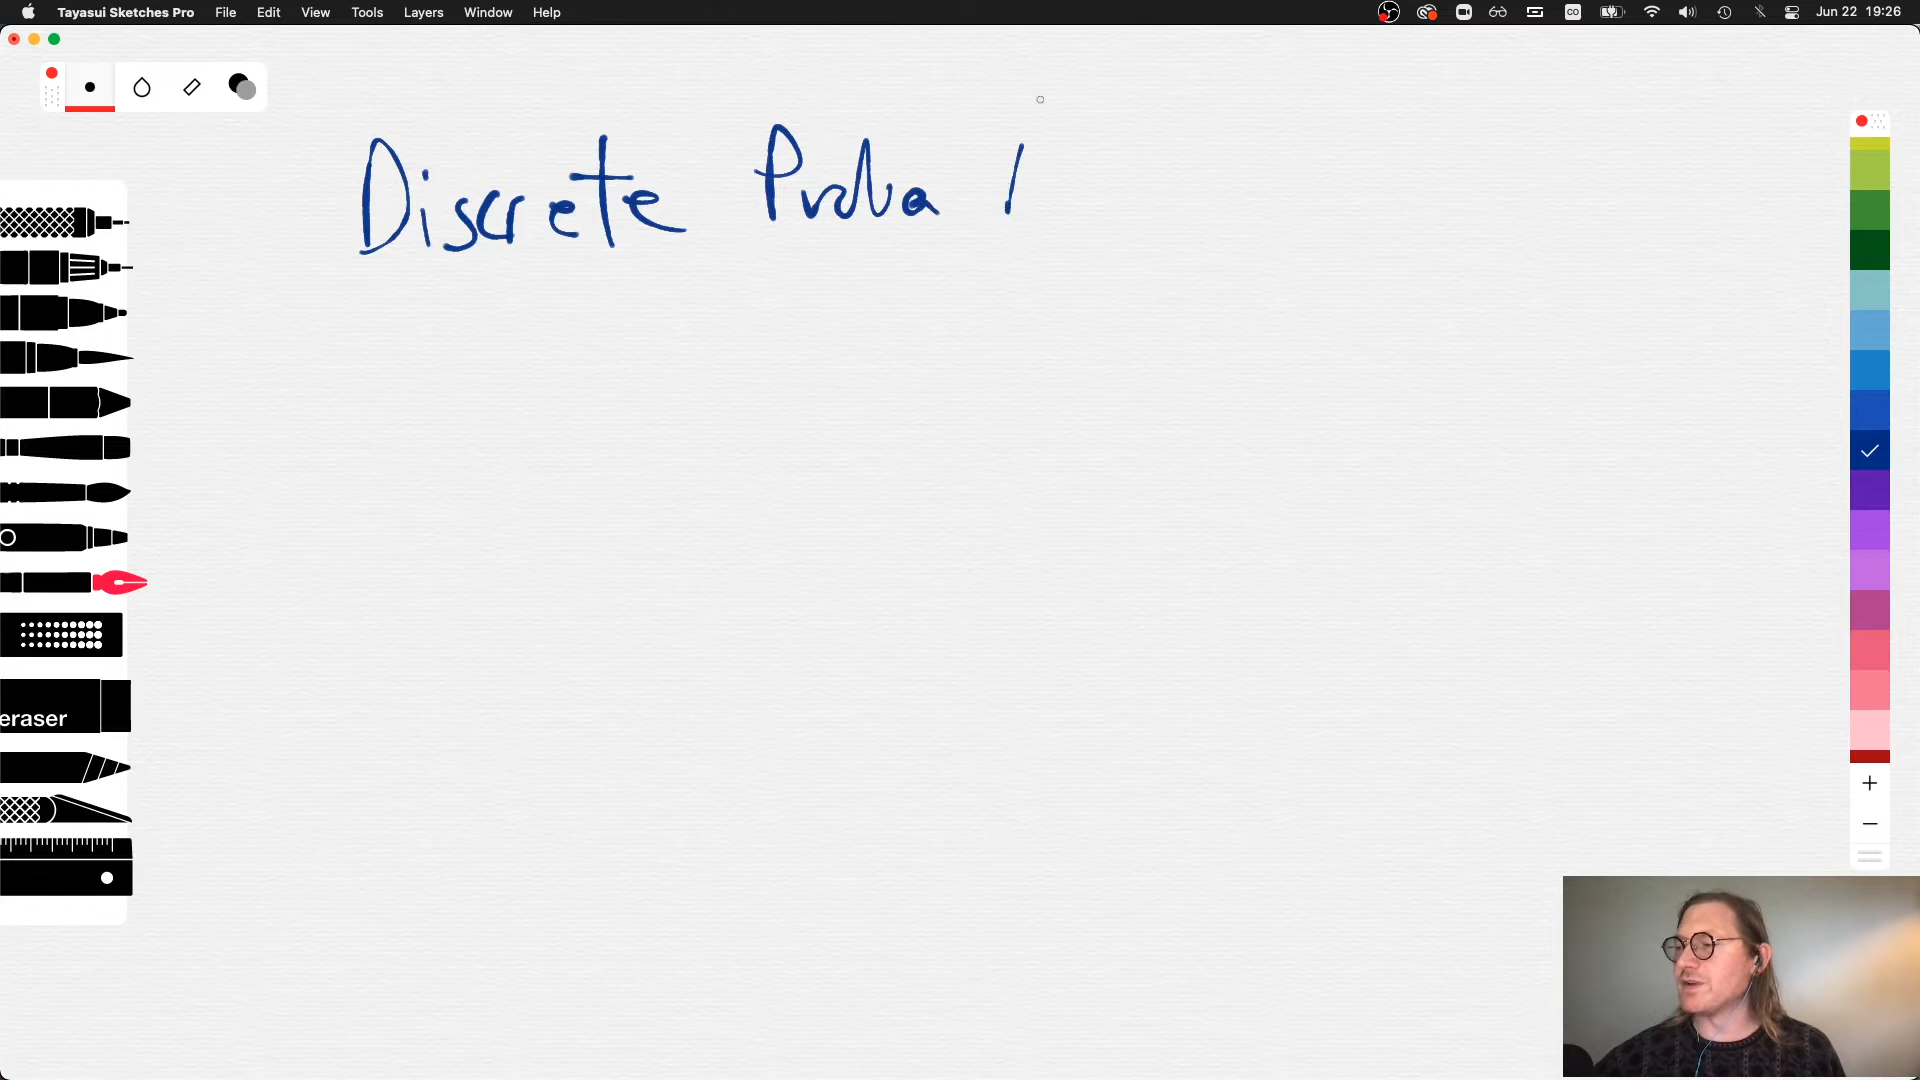 Tayasui Sketches Pro File Edit View Tools Layers Window Help Jun 22 19:26
Discrete Proba /
eraser